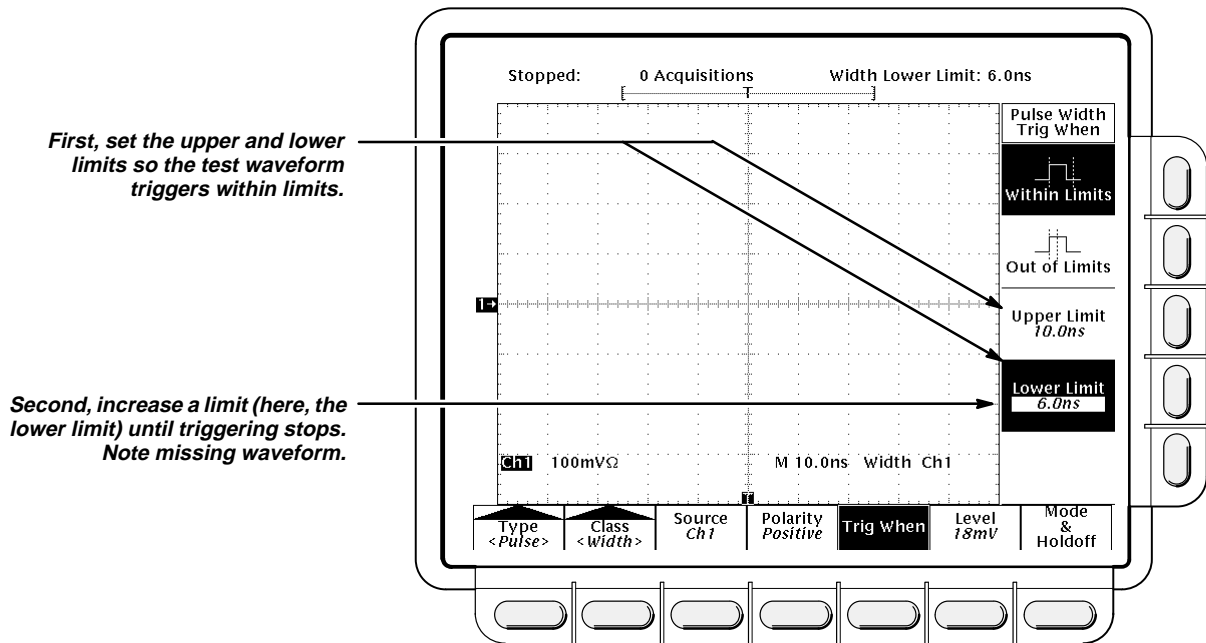 Stopped: 0 Acquisitions Width Lower Limit: 6.0ns
T
Pulse Width
Trig When
First, set the upper and lower
limits so the test waveform
triggers within limits.
Within Limits
Out of Limits
1→
Upper Limit
10.0ns
Lower Limit
6.0ns
Second, increase a limit (here, the
lower limit) until triggering stops.
Note missing waveform.
Ch1 100mVΩ M 10.0ns Width Ch1
T
Type
<Pulse>
Class
<Width>
Source
Ch1
Polarity
Positive
Trig When
Level
18mV
Mode
&
Holdoff